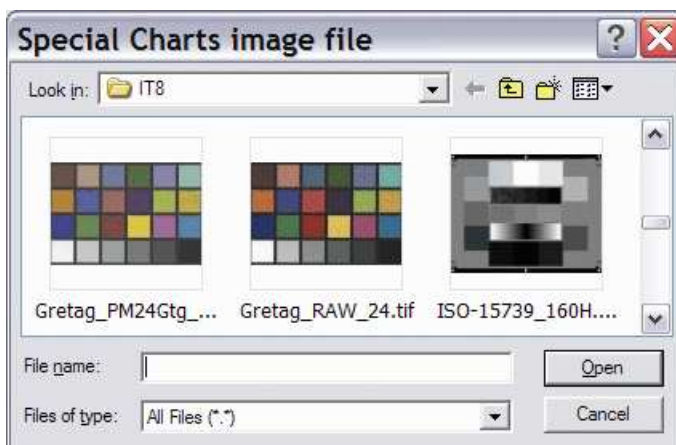 Special Charts image file
?
X
Look in: IT8
Gretag_PM24Gtg_...
Gretag_RAW_24.tif
ISO-15739_160H....
File name:
Open
Files of type: All Files (*.*)
Cancel